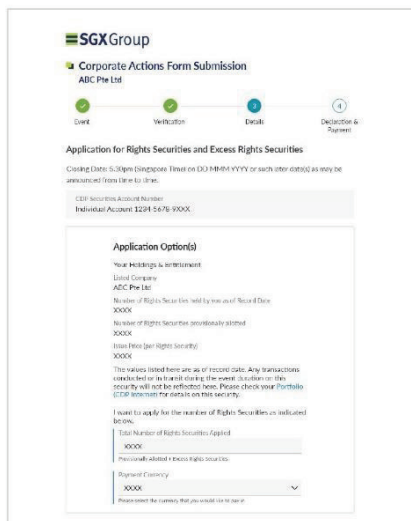 SGX Group
Corporate Actions Form Submission
ABC Pte Ltd
3
4
Event
Verification
Details
Declaration &
Payment
Application for Rights Securities and Excess Rights Securities
Closing Date: 5.30pm (Singapore Time) on DD MMM YYYY or such later date(s) as may be
announced from time to time.
CDP Securities Account Number
Individual Account 1234-5678-9XXX
Application Option(s)
Your Holdings & Entitlement
Listed Company
ABC Pte Ltd
Number of Rights Securities held by you as of Record Date
XXXX
Number of Rights Securities provisionally allotted
XXXX
Issue Price (per Rights Security)
XXXX
The values listed here are as of record date. Any transactions
conducted or in transit during the event duration on this
security will not be reflected here. Please check your Portfolio
(CDP Internet) for details on this security.
I want to apply for the number of Rights Securities as indicated
below.
Total Number of Rights Securities Applied
XXXX
Provisionally Allotted + Excess Rights Securities
Payment Currency
XXXX
Please select the currency that you would like to pay in